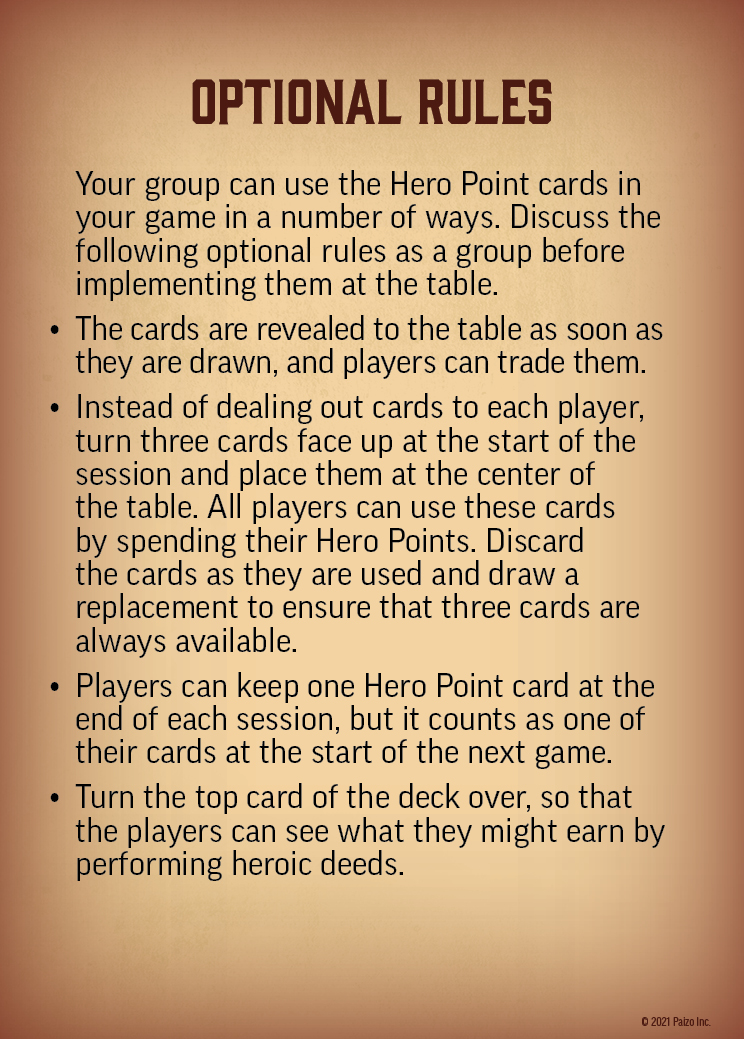 OPTIONAL RULES
Your group can use the Hero Point cards in
your game in a number of ways. Discuss the
following optional rules as a group before
implementing them at the table.
• The cards are revealed to the table as soon as
they are drawn, and players can trade them.
• Instead of dealing out cards to each player,
turn three cards face up at the start of the
session and place them at the center of
the table. All players can use these cards
by spending their Hero Points. Discard
the cards as they are used and draw a
replacement to ensure that three cards are
always available.
• Players can keep one Hero Point card at the
end of each session, but it counts as one of
their cards at the start of the next game.
• Turn the top card of the deck over, so that
the players can see what they might earn by
performing heroic deeds.
© 2021 Paizo Inc.